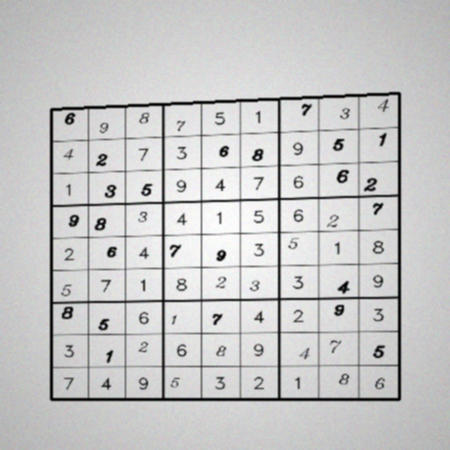 6 9 8 7 5 1 7 3 4
4 2 7 3 6 8 9 5 1
1 3 5 9 4 7 6 6 2
9 8 3 4 1 5 6 2 7
2 6 4 7 9 3 5 1 8
5 7 1 8 2 3 3 4 9
8 5 6 1 7 4 2 9 3
3 1 2 6 8 9 4 7 5
7 4 9 5 3 2 1 8 6